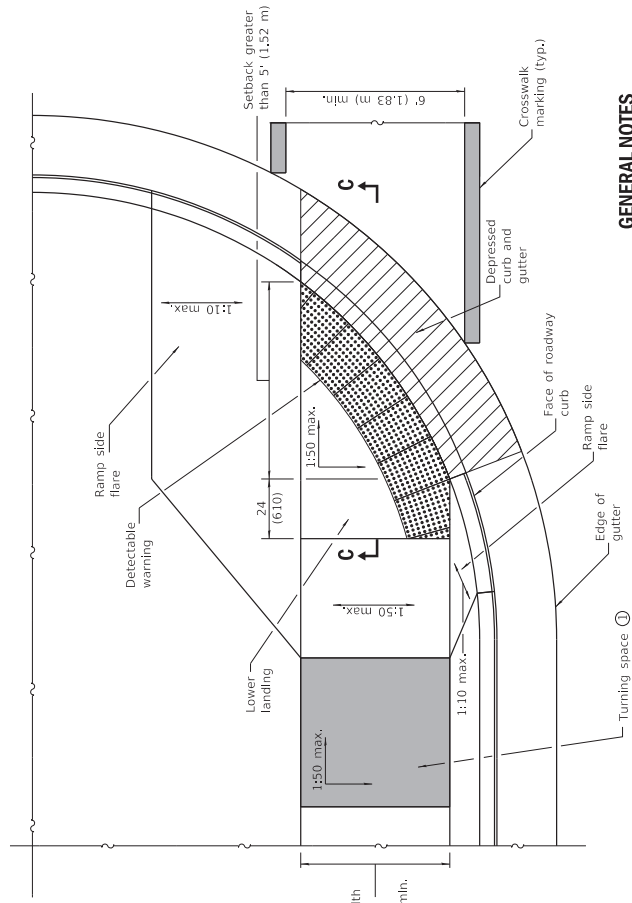 Setback greater
than 5' (1.52 m)
6' (1.83 m) min.
Crosswalk
marking (typ.)
GENERAL NOTES
C
1:10 max.
Depressed
curb and
gutter
Ramp side
flare
1:50 max.
Face of roadway
curb
Detectable
warning
24
(610)
Ramp side
flare
C
Edge of
gutter
1:50 max.
Lower
landing
1:10 max.
1:50 max.
Turning space ①
min.